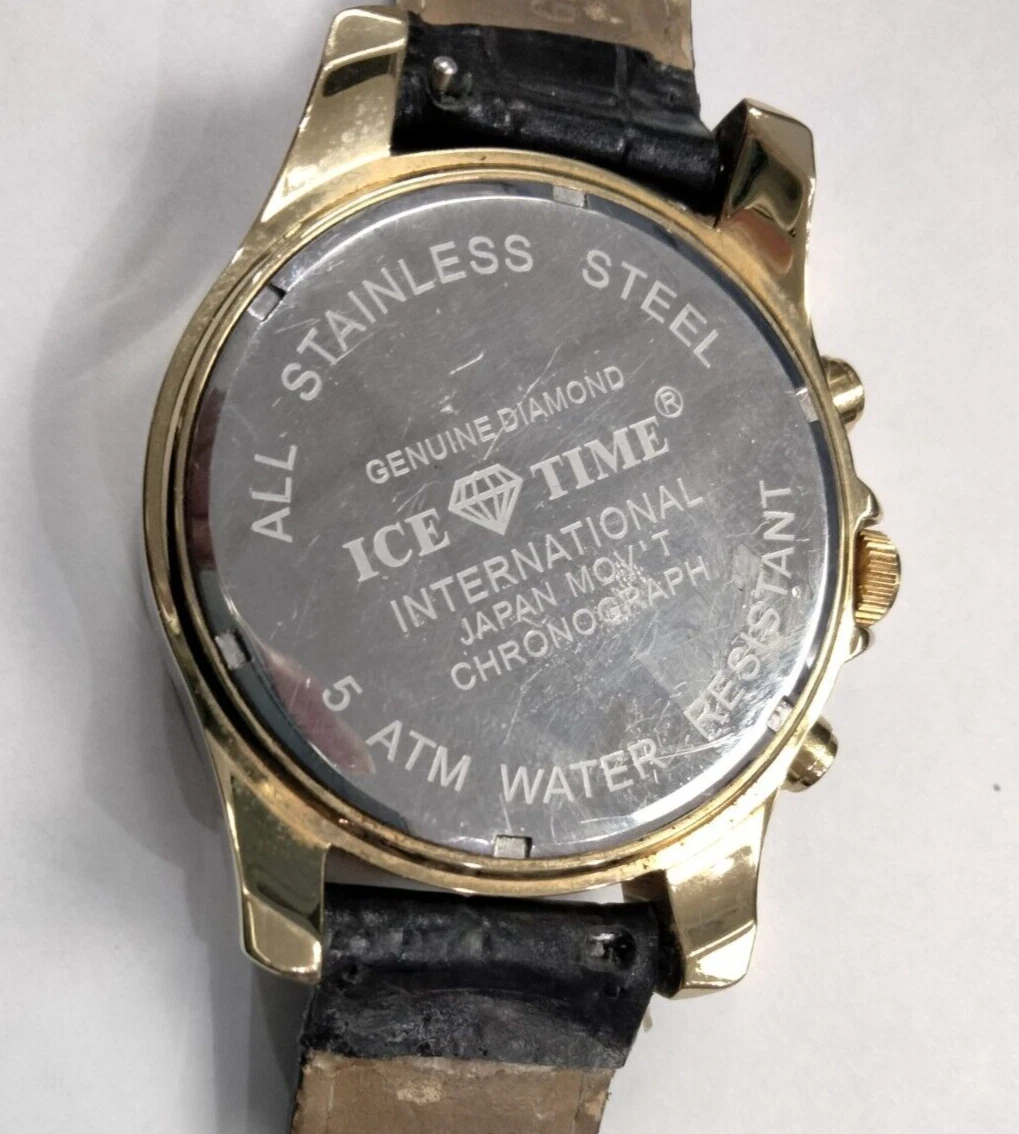 ALL STAINLESS STEEL
GENUINE DIAMOND
ICE TIME®
INTERNATIONAL
JAPAN MOV'T
CHRONOGRAPH
5 ATM WATER RESISTANT